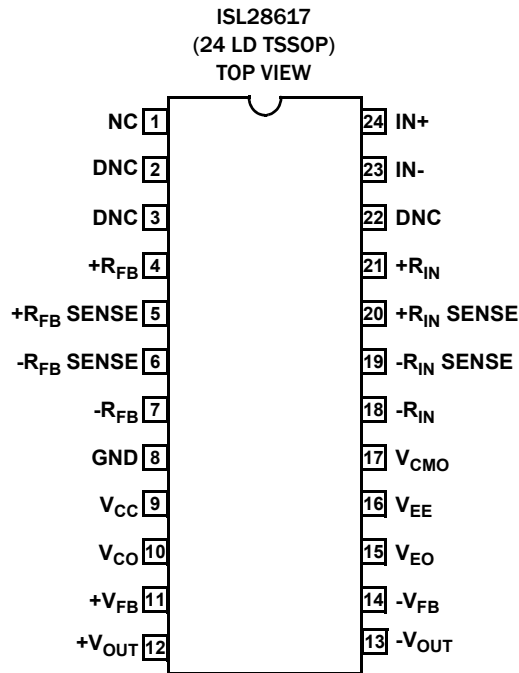 ISL28617
(24 LD TSSOP)
TOP VIEW
NC 1 24 IN+
DNC 2 23 IN-
DNC 3 22 DNC
+RFB 4 21 +RIN
+RFB SENSE 5 20 +RIN SENSE
-RFB SENSE 6 19 -RIN SENSE
-RFB 7 18 -RIN
GND 8 17 VCMO
VCC 9 16 VEE
VCO 10 15 VEO
+VFB 11 14 -VFB
+VOUT 12 13 -VOUT